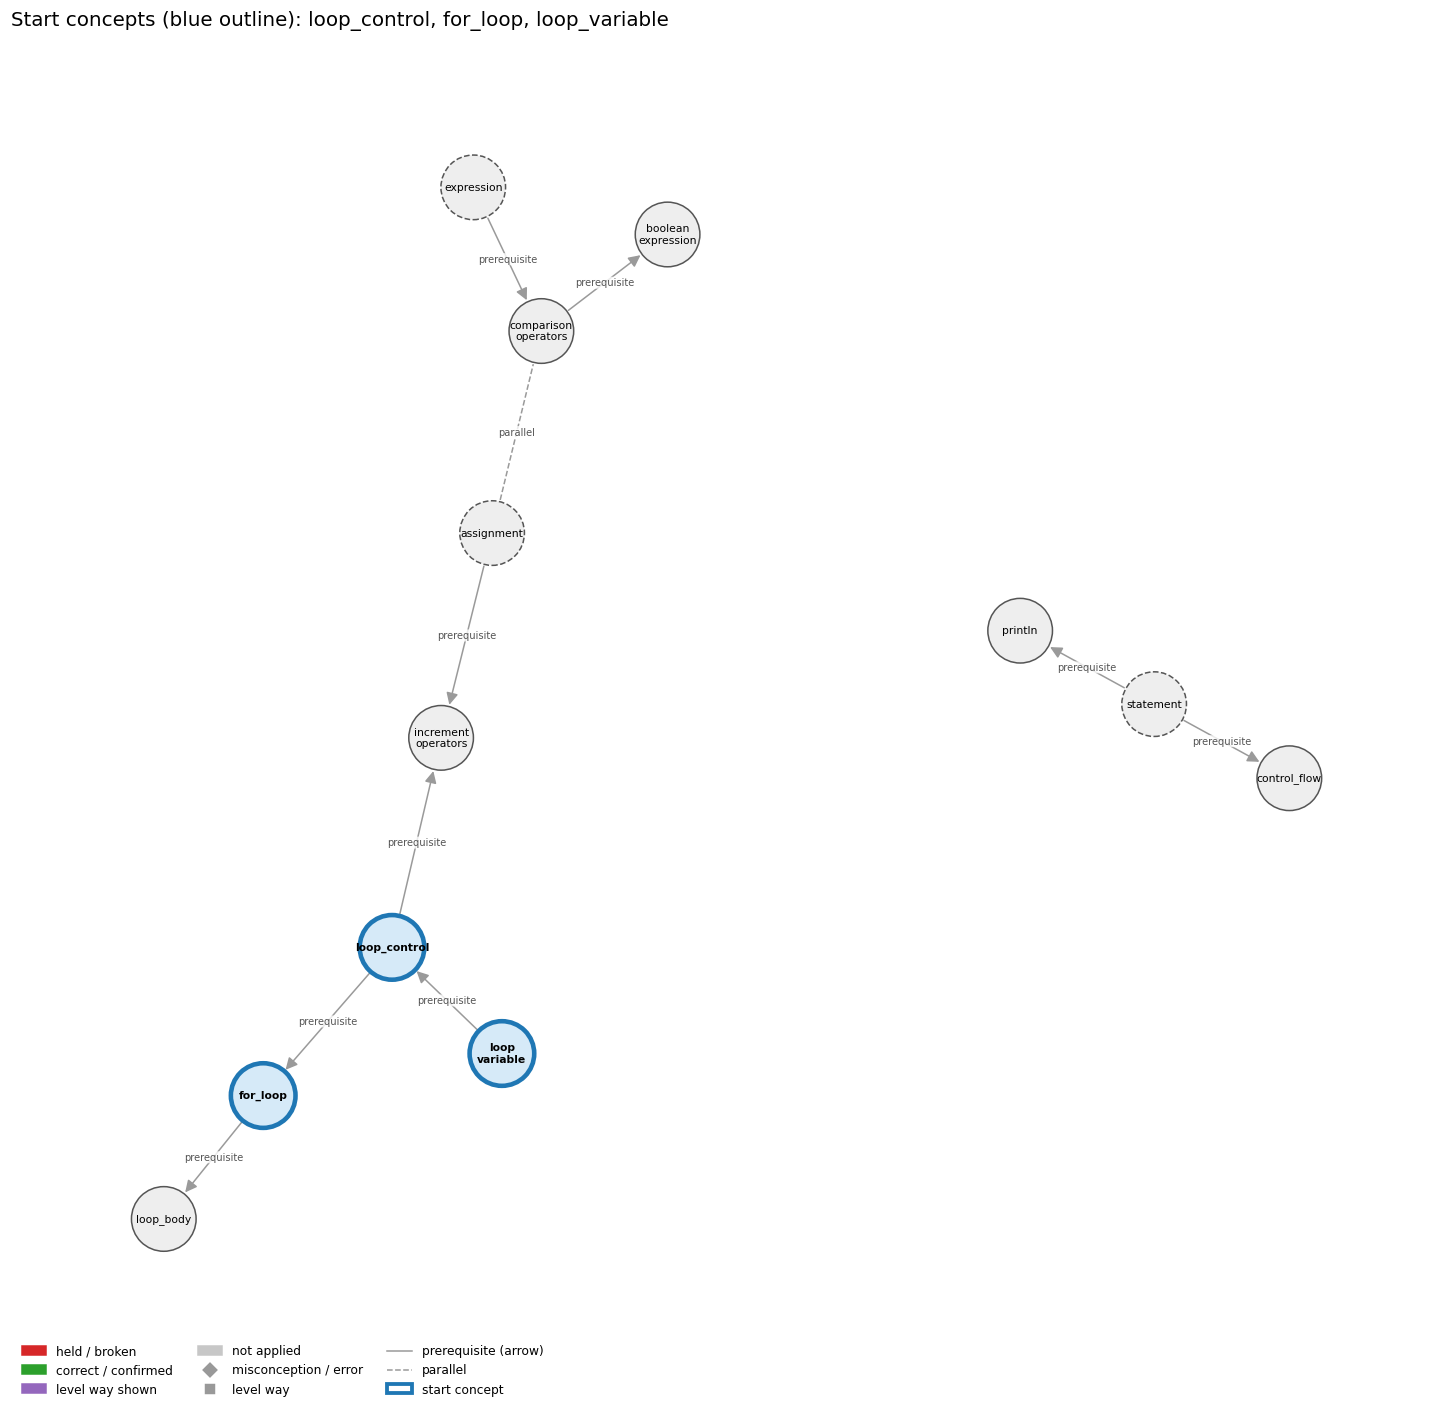 Start concepts (blue outline): loop_control, for_loop, loop_variable
expression
boolean
expression
prerequisite
prerequisite
comparison
operators
parallel
assignment
println
prerequisite
prerequisite
statement
prerequisite
increment
operators
control_flow
prerequisite
loop_control
prerequisite
prerequisite
loop
variable
for_loop
prerequisite
loop_body
held / broken
correct / confirmed
level way shown
not applied
misconception / error
level way
prerequisite (arrow)
parallel
start concept